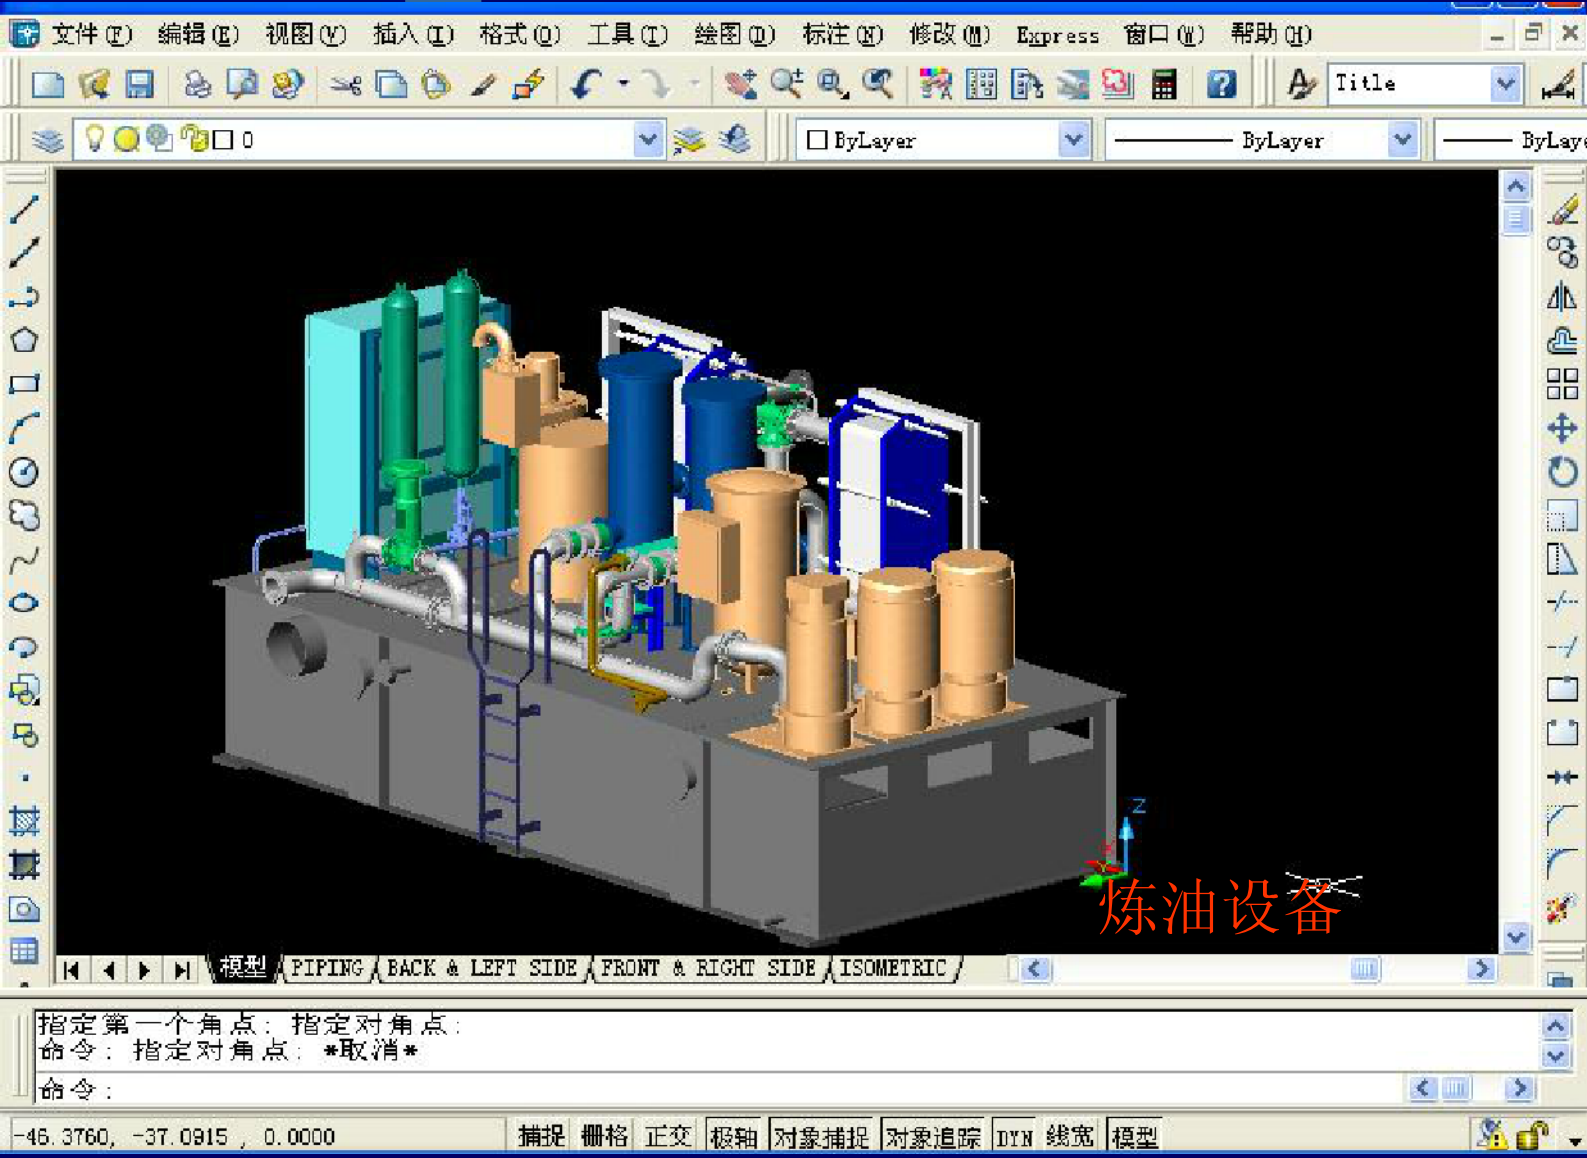 文件(F) 编辑(E) 视图(V) 插入(I) 格式(O) 工具(T) 绘图(D) 标注(N) 修改(M) Express 窗口(W) 帮助(H)
Title
0 ByLayer ByLayer ByLaye
Z
X
Y
炼油设备
模型 PIPING BACK & LEFT SIDE FRONT & RIGHT SIDE ISOMETRIC
指定第一个角点: 指定对角点:
命令: 指定对角点: *取消*
命令:
-46.3760, -37.0915 , 0.0000 捕捉 栅格 正交 极轴 对象捕捉 对象追踪 DYN 线宽 模型